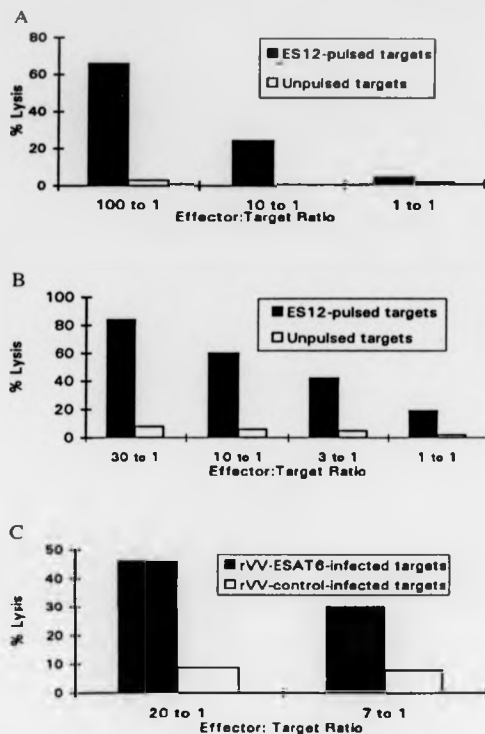 A
80
60
40
20
0
% Lysis
ES12-pulsed targets
Unpulsed targets
100 to 1
10 to 1
1 to 1
Effector:Target Ratio
B
100
80
60
40
20
0
% Lysis
ES12-pulsed targets
Unpulsed targets
30 to 1
10 to 1
3 to 1
1 to 1
Effector:Target Ratio
C
50
40
30
20
10
0
% Lysis
rVV-ESAT6-infected targets
rVV-control-infected targets
20 to 1
7 to 1
Effector: Target Ratio